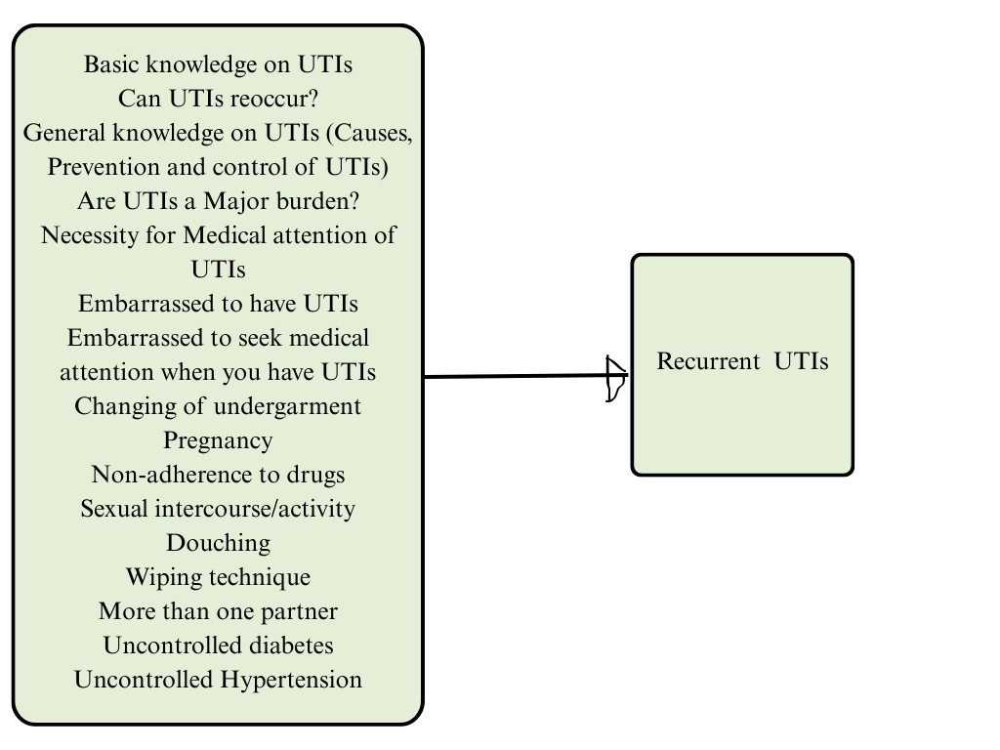 Basic knowledge on UTIs
Can UTIs reoccur?
General knowledge on UTIs (Causes,
Prevention and control of UTIs)
Are UTIs a Major burden?
Necessity for Medical attention of
UTIs
Embarrassed to have UTIs
Embarrassed to seek medical
attention when you have UTIs
Changing of undergarment
Pregnancy
Non-adherence to drugs
Sexual intercourse/activity
Douching
Wiping technique
More than one partner
Uncontrolled diabetes
Uncontrolled Hypertension
Recurrent UTIs